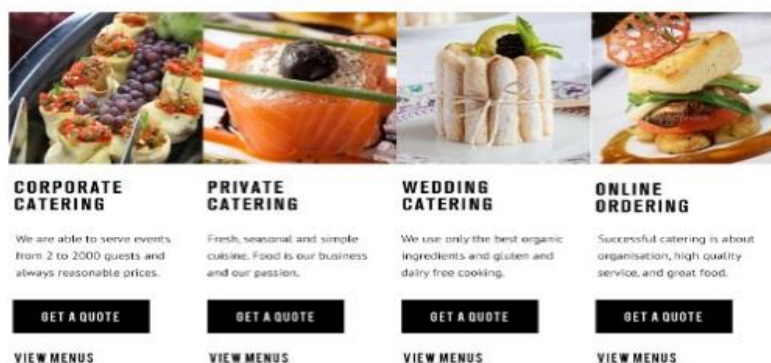 CORPORATE
CATERING
We are able to serve events
from 2 to 2000 guests and
always reasonable prices.
GET A QUOTE
VIEW MENUS
PRIVATE
CATERING
Fresh, seasonal and simple
cuisine. Food is our business
and our passion.
GET A QUOTE
VIEW MENUS
WEDDING
CATERING
We use only the best organic
ingredients and gluten and
dairy free cooking.
GET A QUOTE
VIEW MENUS
ONLINE
ORDERING
Successful catering is about
organisation, high quality
service, and great food.
GET A QUOTE
VIEW MENUS